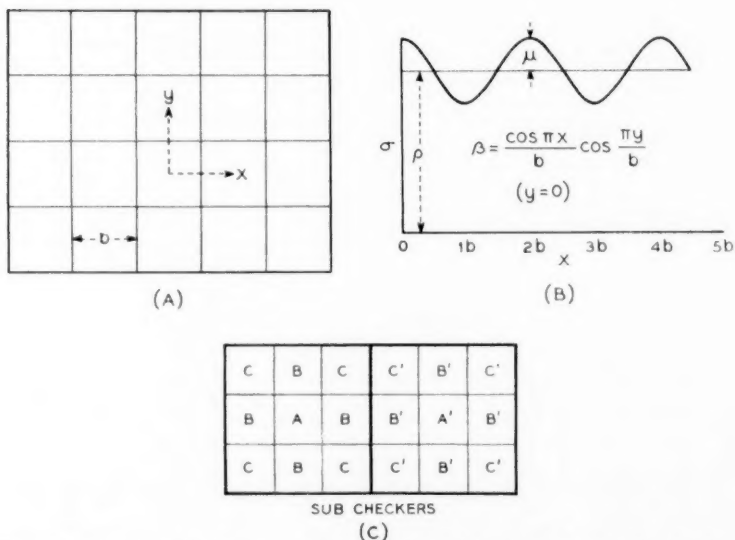 y
x
b
(A)
μ
σ
ρ
β = cos πx / b cos πy / b
(y=0)
0 1b 2b 3b 4b 5b
x
(B)
C B C C' B' C'
B A B B' A' B'
C B C C' B' C'
SUB CHECKERS
(C)